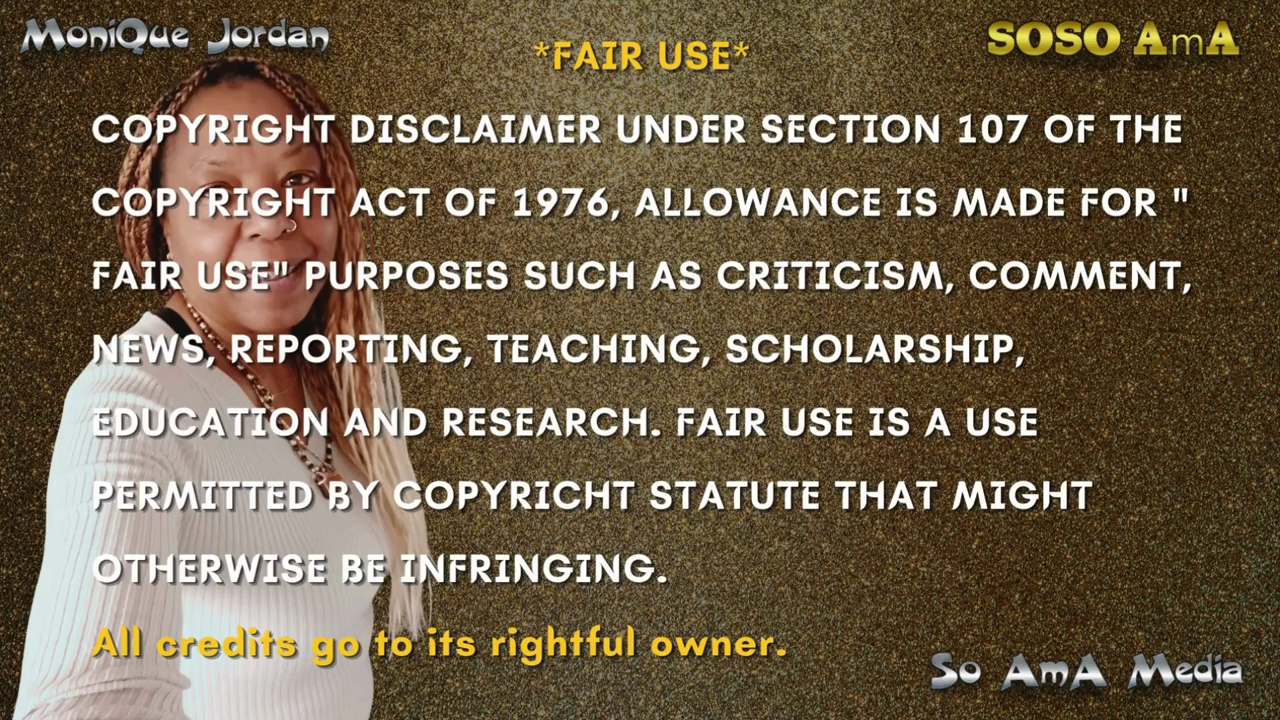 MoniQue Jordan
SOSO AmA
*FAIR USE*
COPYRIGHT DISCLAIMER UNDER SECTION 107 OF THE
COPYRIGHT ACT OF 1976, ALLOWANCE IS MADE FOR "
FAIR USE" PURPOSES SUCH AS CRITICISM, COMMENT,
NEWS, REPORTING, TEACHING, SCHOLARSHIP,
EDUCATION AND RESEARCH. FAIR USE IS A USE
PERMITTED BY COPYRICHT STATUTE THAT MIGHT
OTHERWISE BE INFRINGING.
All credits go to its rightful owner.
So AmA Media